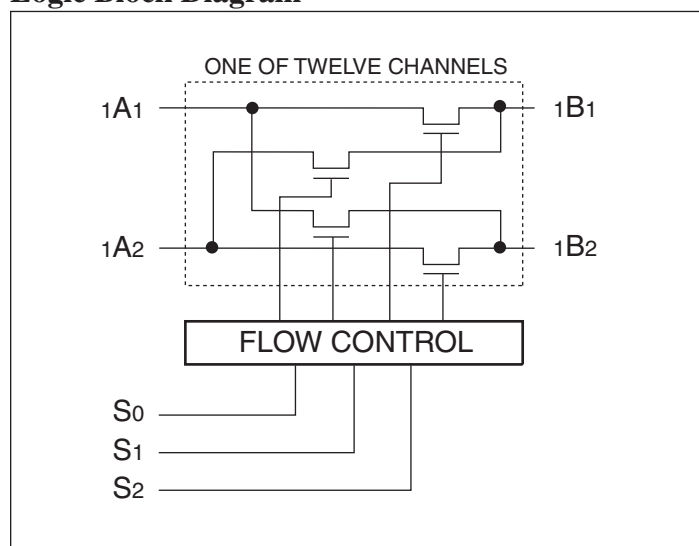 Logic Block Diagram
ONE OF TWELVE CHANNELS
1A1
1B1
1A2
1B2
FLOW CONTROL
S0
S1
S2